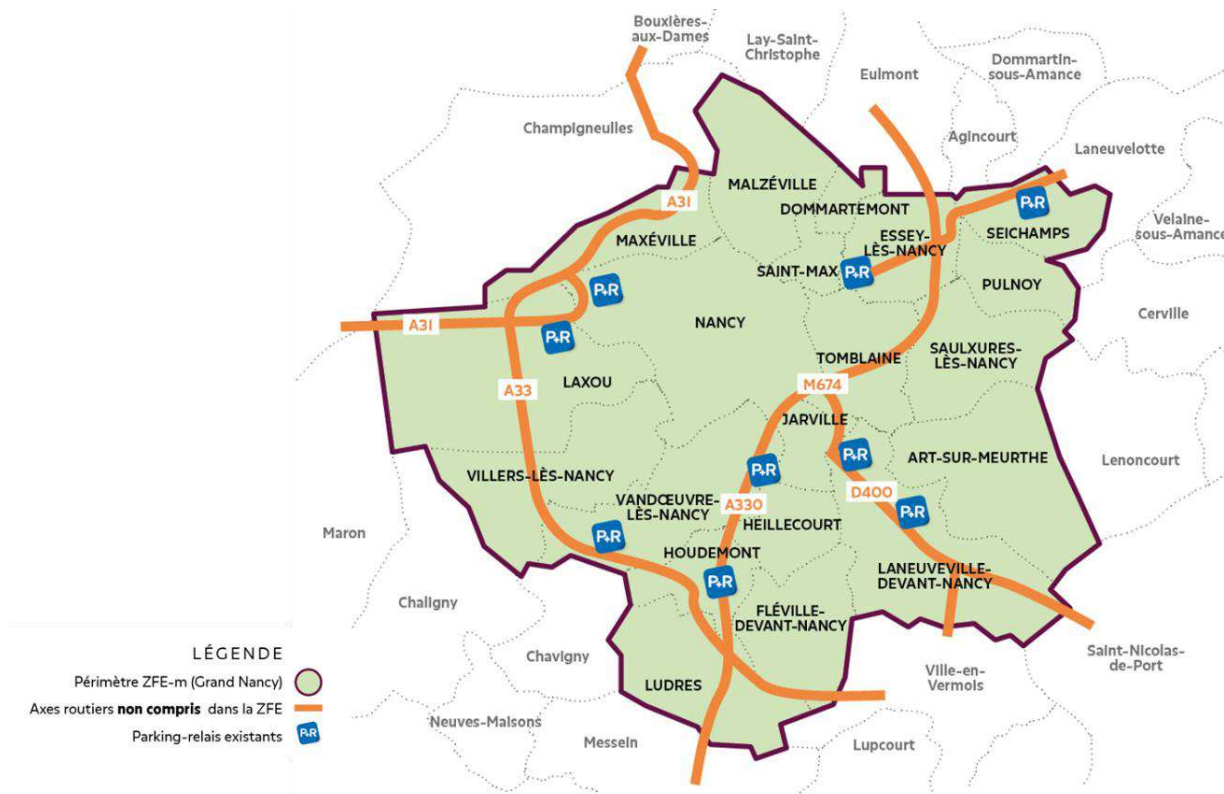 Bouxières-
aux-Dames
Lay-Saint-
Christophe
Eulmont
Dommartin-
sous-Amance
Champigneulles
Agincourt
Laneuvelotte
MALZÉVILLE
A31
P+R
DOMMARTEMONT
MAXÉVILLE
ESSEY-
LÈS-NANCY
SEICHAMPS
Velaine-
sous-Amance
SAINT-MAX
P+R
P+R
PULNOY
Cerville
A31
P+R
NANCY
TOMBLAINE
SAULXURES-
LÈS-NANCY
A33
LAXOU
M674
JARVILLE
P+R
P+R
ART-SUR-MEURTHE
Lenoncourt
VILLERS-LÈS-NANCY
VANDŒUVRE-
LÈS-NANCY
A330
D400
P+R
HEILLECOURT
Maron
P+R
HOUDEMONT
P+R
LANEUVEVILLE-
DEVANT-NANCY
Chaligny
FLÉVILLE-
DEVANT-NANCY
Chavigny
LUDRES
Ville-en-
Vermois
Saint-Nicolas-
de-Port
Neuves-Maisons
Messein
Lupcourt
LÉGENDE
Périmètre ZFE-m (Grand Nancy)
Axes routiers non compris dans la ZFE
Parking-relais existants
P+R